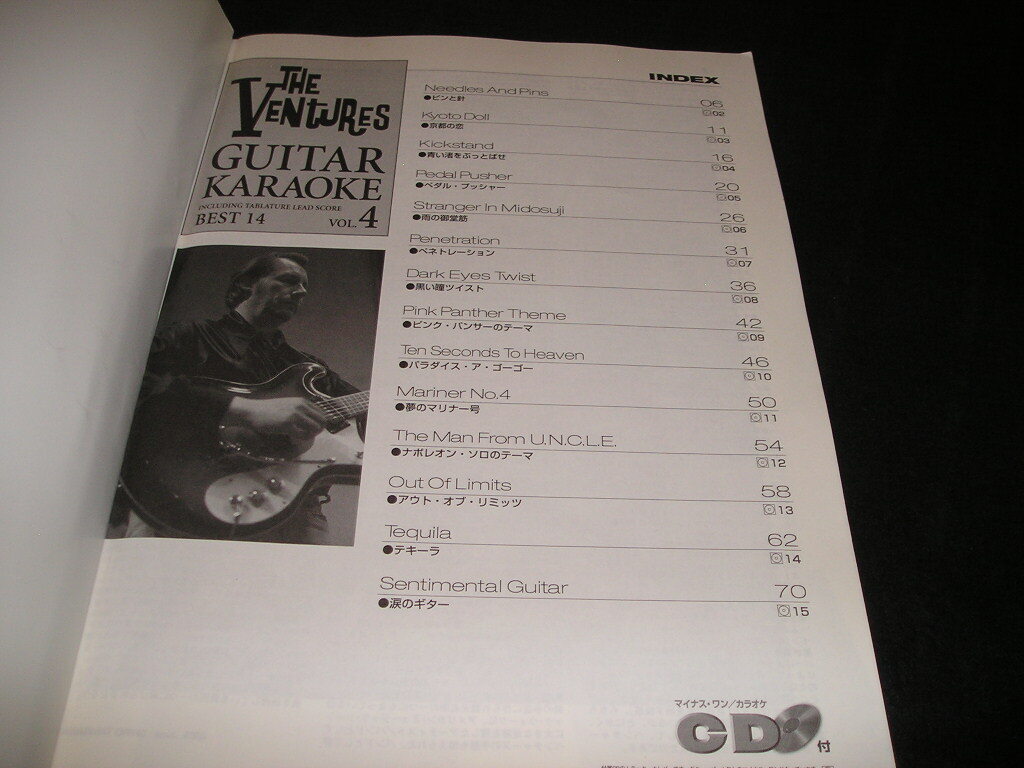 THE
VENTURES
GUITAR
KARAOKE
INCLUDING TABLATURE LEAD SCORE
BEST 14 VOL. 4
INDEX
Needles And Pins 06
●ピンと針 02
Kyoto Doll 11
●京都の恋 03
Kickstand 16
●青い渚をぶっとばせ 04
Pedal Pusher 20
●ペダル・プッシャー 05
Stranger In Midosuji 26
●雨の御堂筋 06
Penetration 31
●ペネトレーション 07
Dark Eyes Twist 36
●黒い瞳ツイスト 08
Pink Panther Theme 42
●ピンク・パンサーのテーマ 09
Ten Seconds To Heaven 46
●パラダイス・ア・ゴーゴー 10
Mariner No.4 50
●夢のマリナー号 11
The Man From U.N.C.L.E. 54
●ナポレオン・ソロのテーマ 12
Out Of Limits 58
●アウト・オブ・リミッツ 13
Tequila 62
●テキーラ 14
Sentimental Guitar 70
●涙のギター 15
マイナス・ワン/カラオケ
CD付